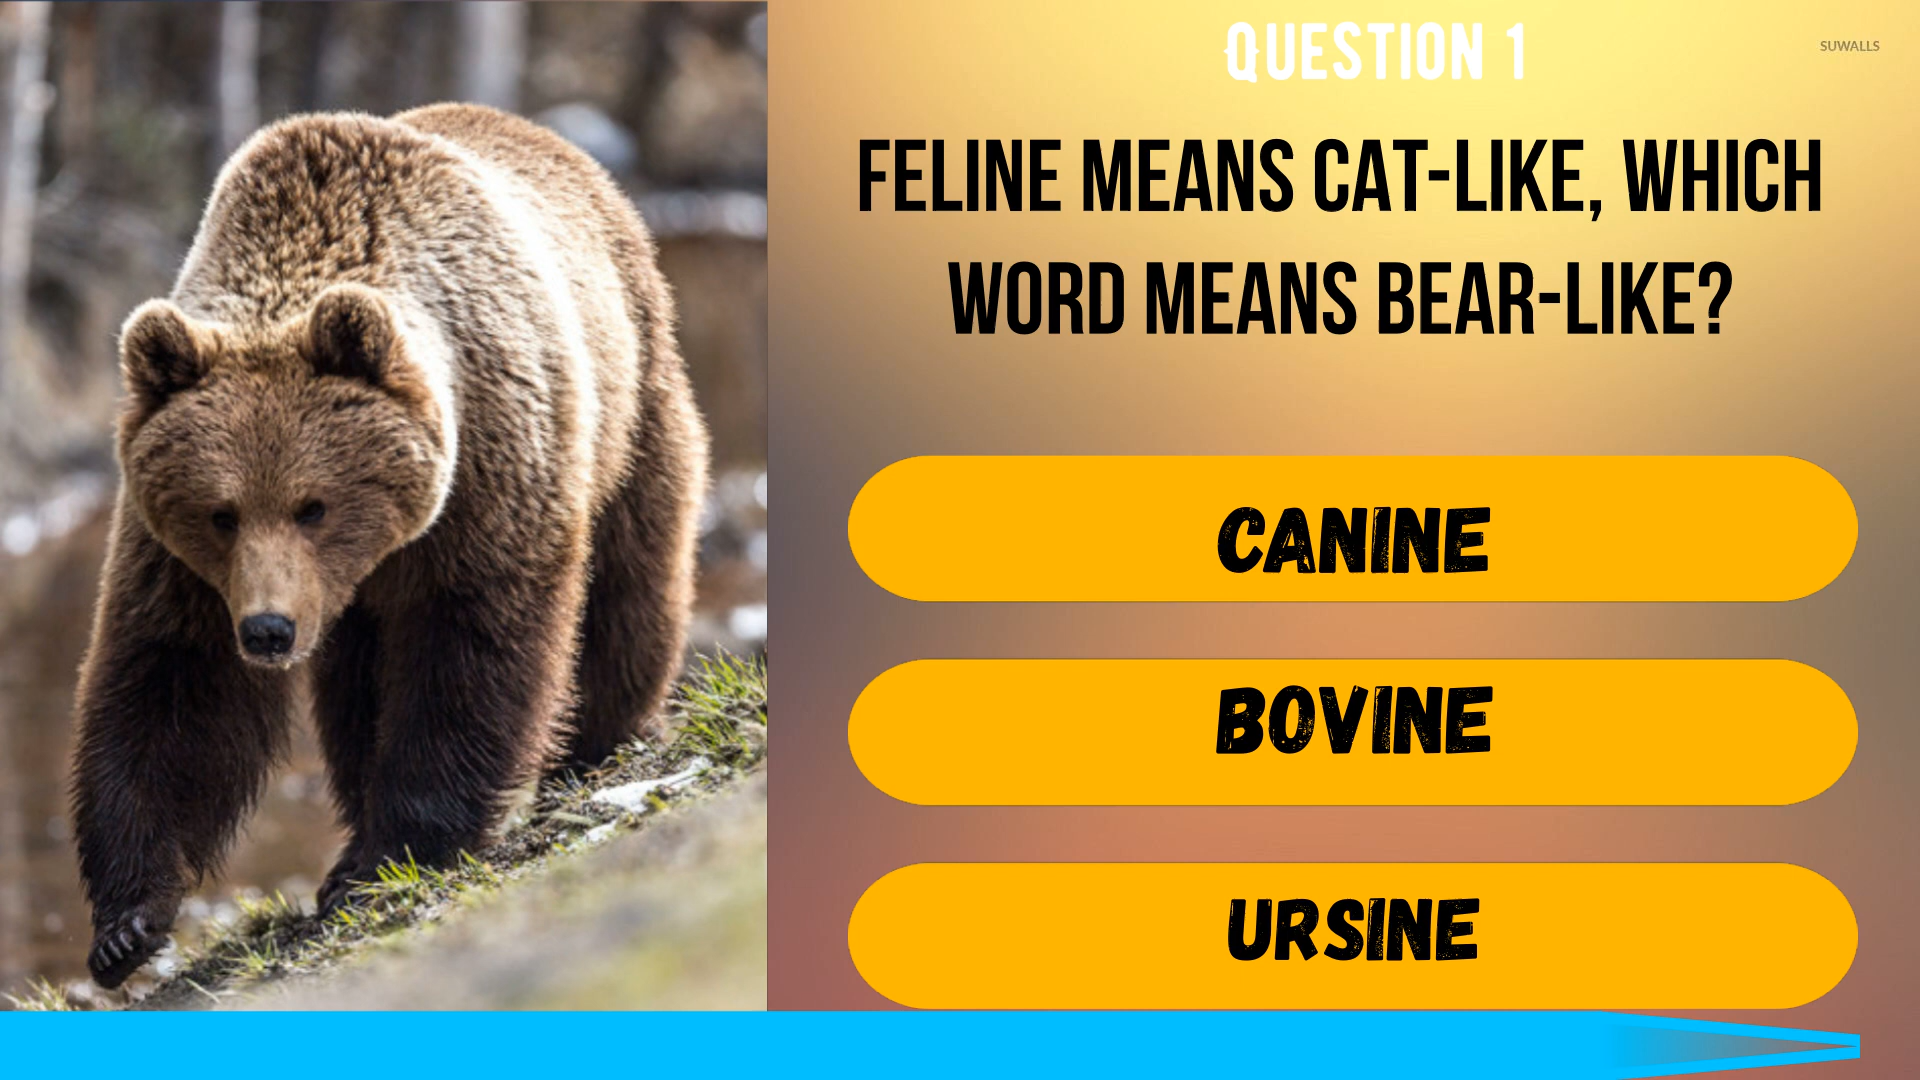 QUESTION 1
SUWALLS
FELINE MEANS CAT-LIKE, WHICH
WORD MEANS BEAR-LIKE?
CANINE
BOVINE
URSINE